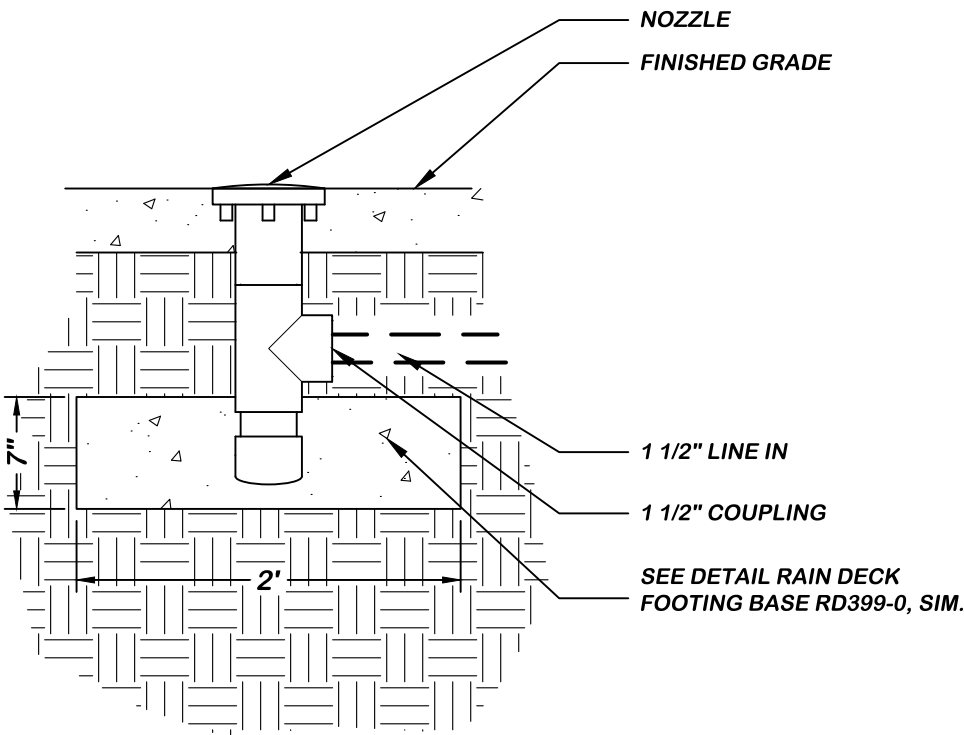 NOZZLE
FINISHED GRADE
7"
1 1/2" LINE IN
1 1/2" COUPLING
2'
SEE DETAIL RAIN DECK
FOOTING BASE RD399-0, SIM.